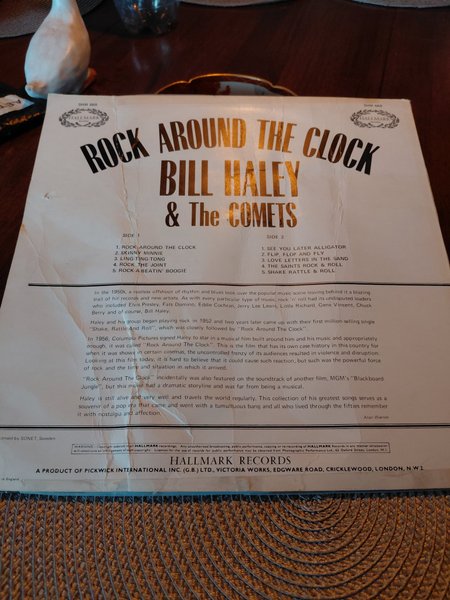 HALLMARK
HALLMARK
ROCK AROUND THE CLOCK
BILL HALEY
& The COMETS
SIDE 1
1. ROCK AROUND THE CLOCK
2. SKINNY MINNIE
3. LING TING TONG
4. ROCK THE JOINT
5. ROCK-A-BEATIN' BOOGIE
SIDE 2
1. SEE YOU LATER ALLIGATOR
2. FLIP, FLOP AND FLY
3. LOVE LETTERS IN THE SAND
4. THE SAINTS ROCK & ROLL
5. SHAKE RATTLE & ROLL
In the 1950s, a restless offshoot of rhythm and blues took over the popular music scene leaving behind it a blazing
trail of hit records and new artists. As with every particular type of music, rock 'n' roll had its undisputed leaders
who included Elvis Presley, Fats Domino, Eddie Cochran, Jerry Lee Lewis, Little Richard, Gene Vincent, Chuck
Berry and of course, Bill Haley.
Haley and his group began playing rock in 1952 and two years later came up with their first million-selling single
"Shake, Rattle And Roll", which was closely followed by "Rock Around The Clock".
In 1956, Columbia Pictures signed Haley to star in a musical film built around him and his music and appropriately
enough, it was called "Rock Around The Clock". This is the film that has its own case history in this country for
when it was shown in certain cinemas, the uncontrolled frenzy of its audiences resulted in violence and disruption.
Looking at this film today, it is hard to believe that it could cause such reaction, but such was the powerful force
of rock and the time and situation in which it arrived.
"Rock Around The Clock" incidentally was also featured on the soundtrack of another film, MGM's "Blackboard
Jungle", but this movie had a dramatic storyline and was far from being a musical.
Haley is still alive and very well and travels the world regularly. This collection of his greatest songs serves as a
souvenir of a pop era that came and went with a tumultuous bang and all who lived through the fifties remember
it with nostalgia and affection.
Alan
by SONET, Sweden
HALLMARK RECORDS
A PRODUCT OF PICKWICK INTERNATIONAL INC. (G.B.) LTD., VICTORIA WORKS, EDGWARE ROAD, CRICKLEWOOD, LONDON, N.W.2
in England